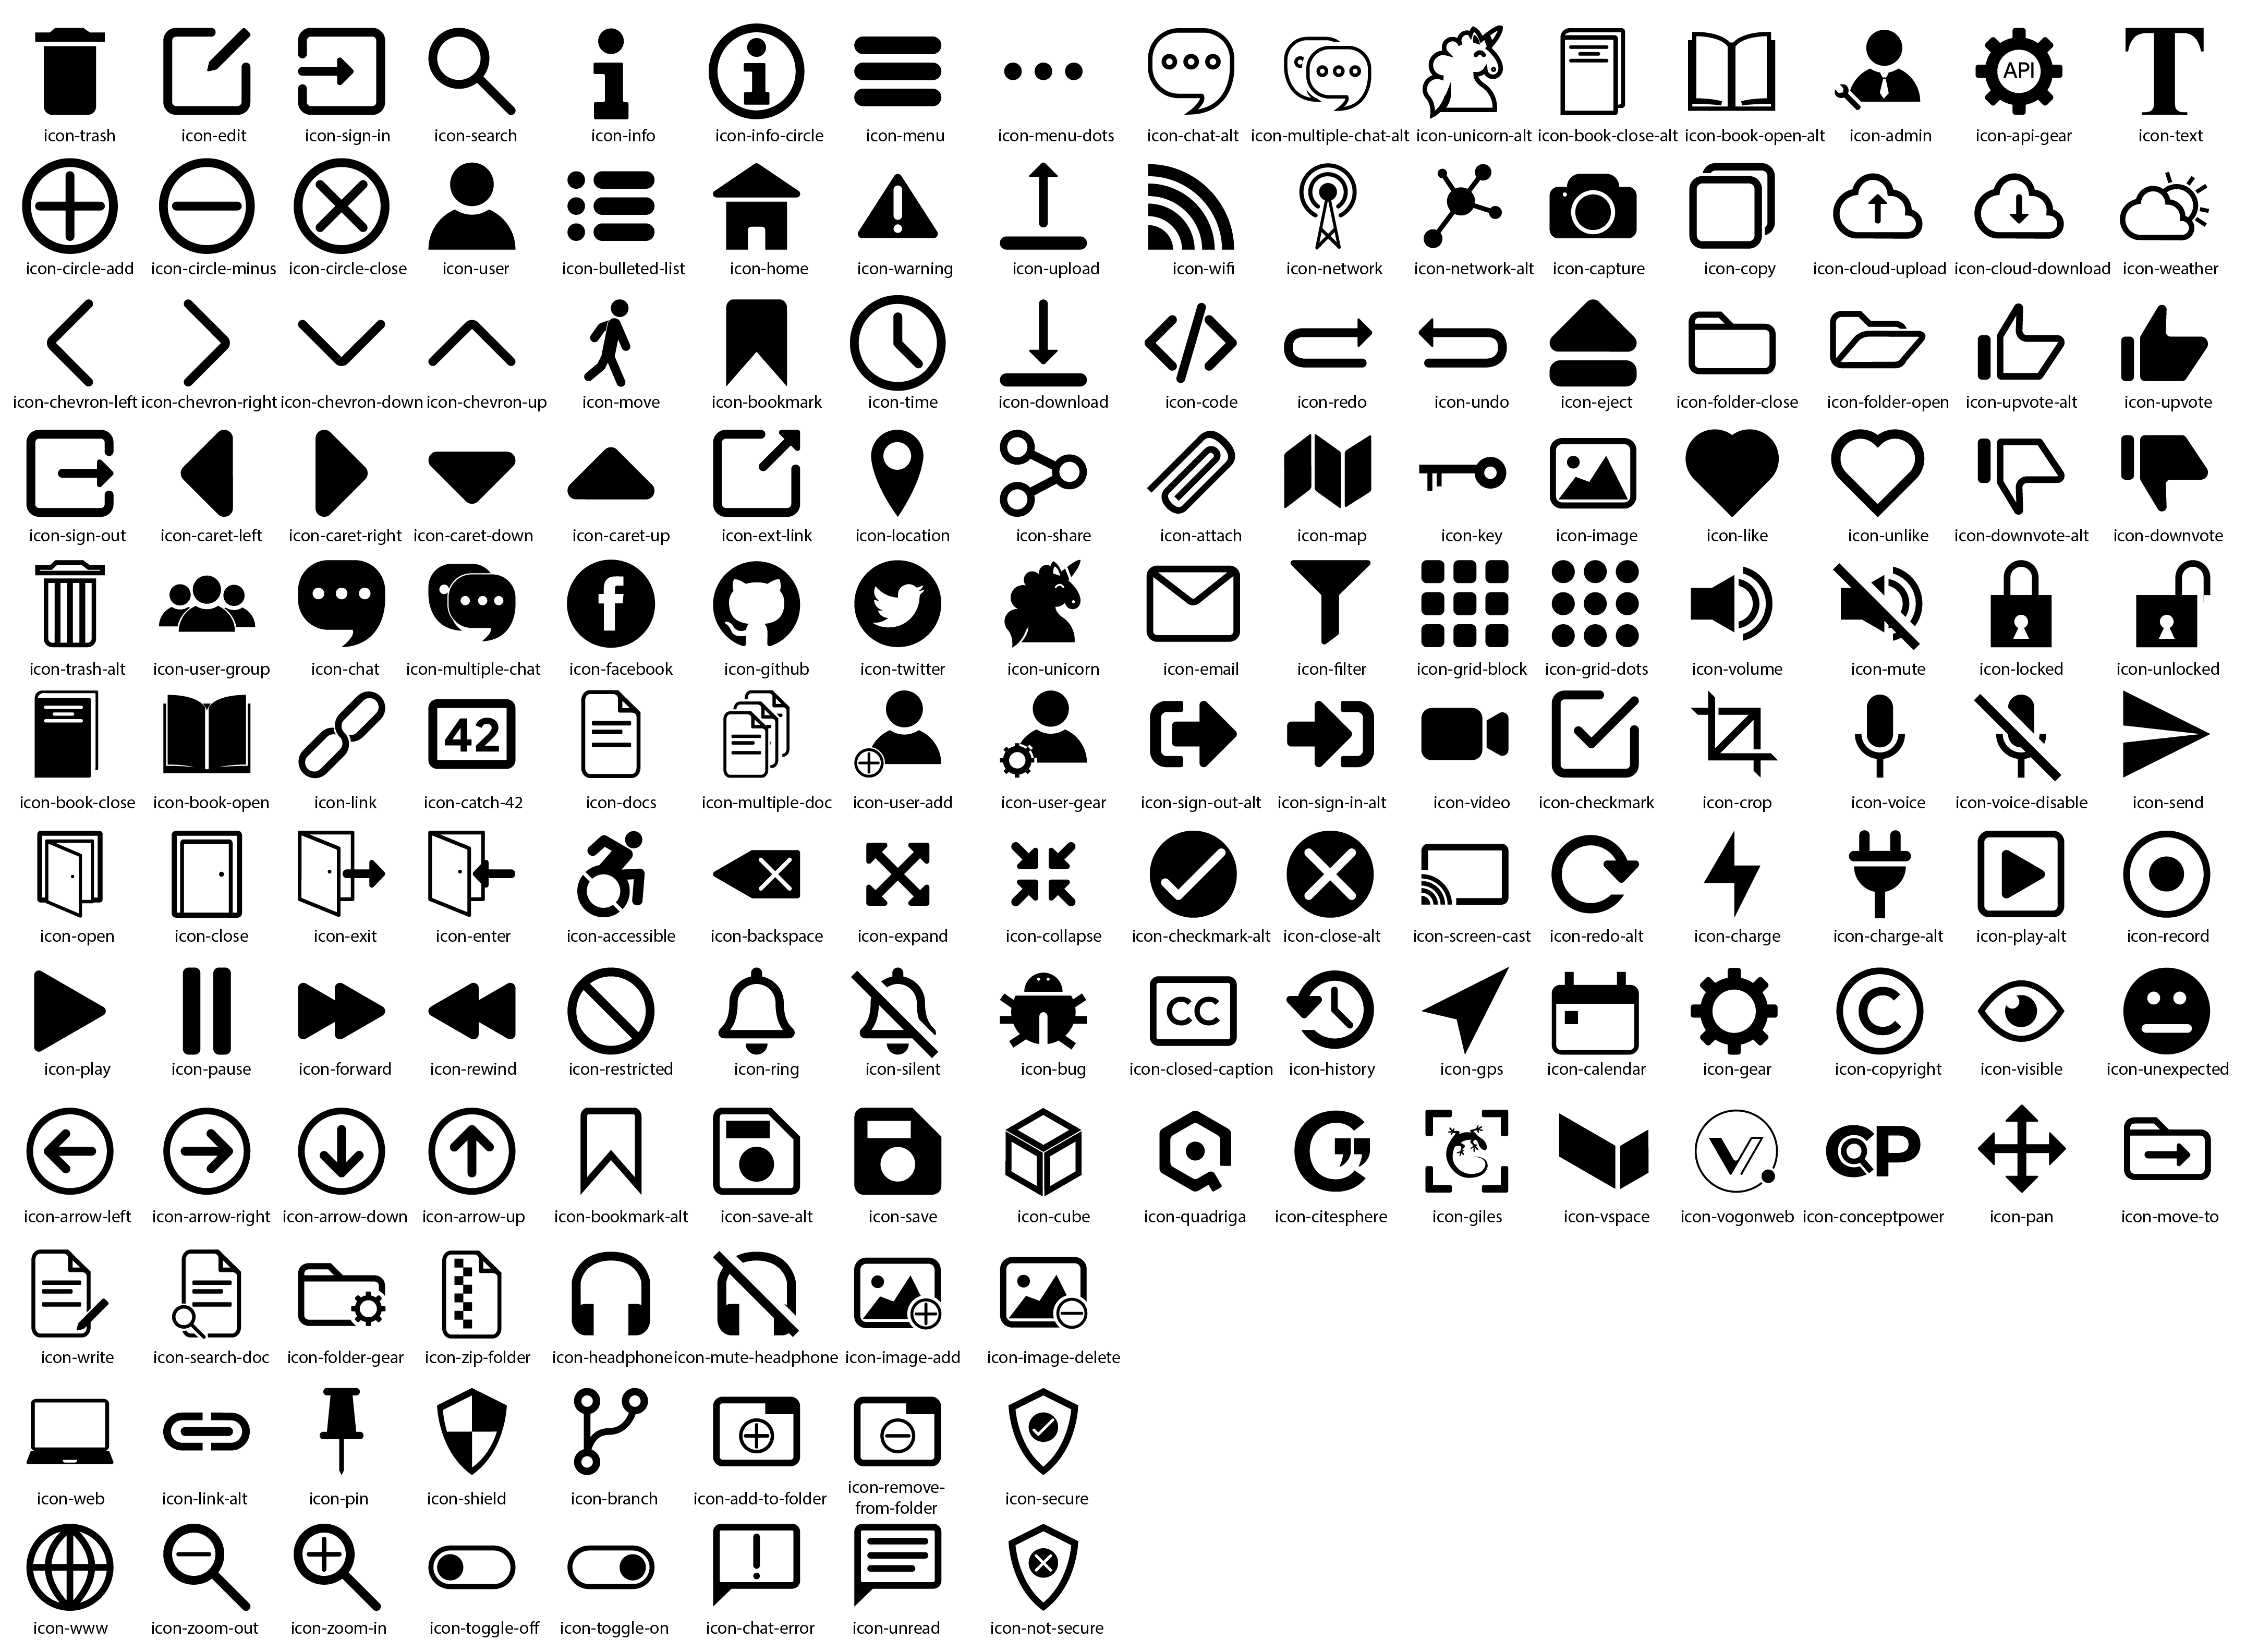 API
T
icon-trash icon-edit icon-sign-in icon-search icon-info icon-info-circle icon-menu icon-menu-dots icon-chat-alt icon-multiple-chat-alt icon-unicorn-alt icon-book-close-alt icon-book-open-alt icon-admin icon-api-gear icon-text
icon-circle-add icon-circle-minus icon-circle-close icon-user icon-bulleted-list icon-home icon-warning icon-upload icon-wifi icon-network icon-network-alt icon-capture icon-copy icon-cloud-upload icon-cloud-download icon-weather
icon-chevron-left icon-chevron-right icon-chevron-down icon-chevron-up icon-move icon-bookmark icon-time icon-download icon-code icon-redo icon-undo icon-eject icon-folder-close icon-folder-open icon-upvote-alt icon-upvote
icon-sign-out icon-caret-left icon-caret-right icon-caret-down icon-caret-up icon-ext-link icon-location icon-share icon-attach icon-map icon-key icon-image icon-like icon-unlike icon-downvote-alt icon-downvote
icon-trash-alt icon-user-group icon-chat icon-multiple-chat icon-facebook icon-github icon-twitter icon-unicorn icon-email icon-filter icon-grid-block icon-grid-dots icon-volume icon-mute icon-locked icon-unlocked
42
icon-book-close icon-book-open icon-link icon-catch-42 icon-docs icon-multiple-doc icon-user-add icon-user-gear icon-sign-out-alt icon-sign-in-alt icon-video icon-checkmark icon-crop icon-voice icon-voice-disable icon-send
icon-open icon-close icon-exit icon-enter icon-accessible icon-backspace icon-expand icon-collapse icon-checkmark-alt icon-close-alt icon-screen-cast icon-redo-alt icon-charge icon-charge-alt icon-play-alt icon-record
CC
C
icon-play icon-pause icon-forward icon-rewind icon-restricted icon-ring icon-silent icon-bug icon-closed-caption icon-history icon-gps icon-calendar icon-gear icon-copyright icon-visible icon-unexpected
CP
icon-arrow-left icon-arrow-right icon-arrow-down icon-arrow-up icon-bookmark-alt icon-save-alt icon-save icon-cube icon-quadriga icon-citesphere icon-giles icon-vspace icon-vogonweb icon-conceptpower icon-pan icon-move-to
icon-write icon-search-doc icon-folder-gear icon-zip-folder icon-headphone icon-mute-headphone icon-image-add icon-image-delete
icon-web icon-link-alt icon-pin icon-shield icon-branch icon-add-to-folder icon-remove-
from-folder icon-secure
icon-www icon-zoom-out icon-zoom-in icon-toggle-off icon-toggle-on icon-chat-error icon-unread icon-not-secure